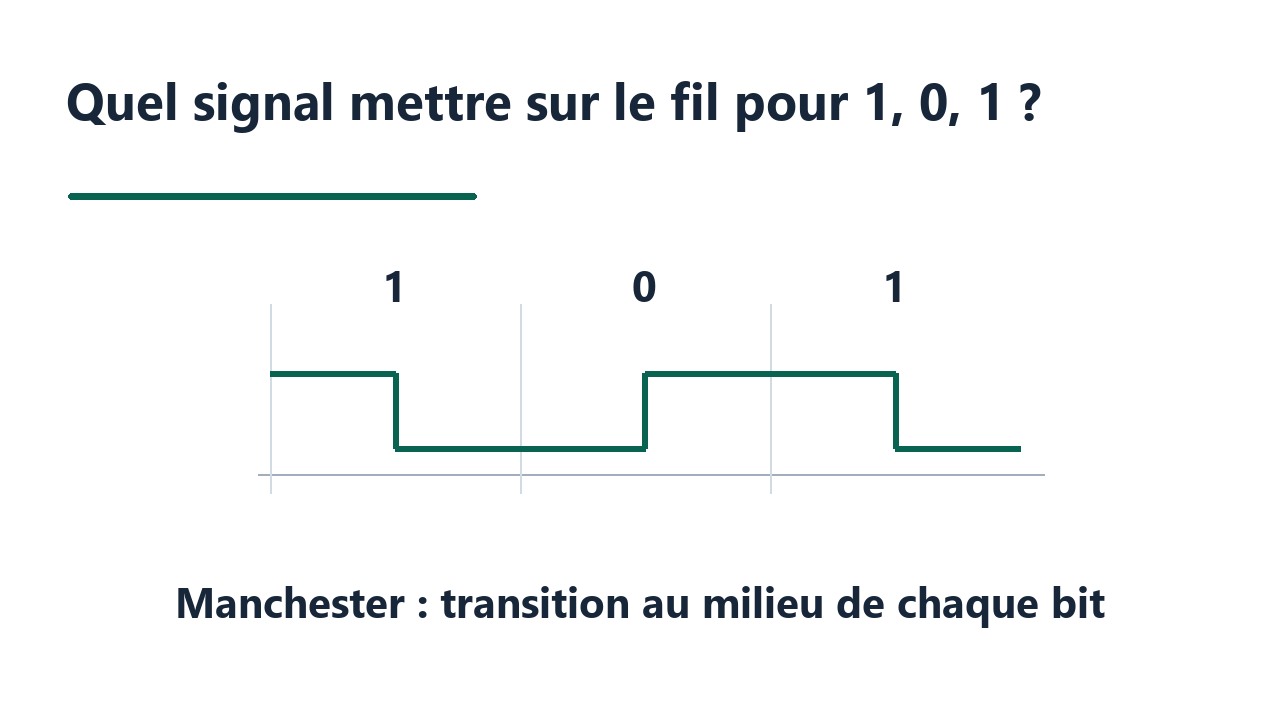 Quel signal mettre sur le fil pour 1, 0, 1 ?
1 0 1
Manchester : transition au milieu de chaque bit